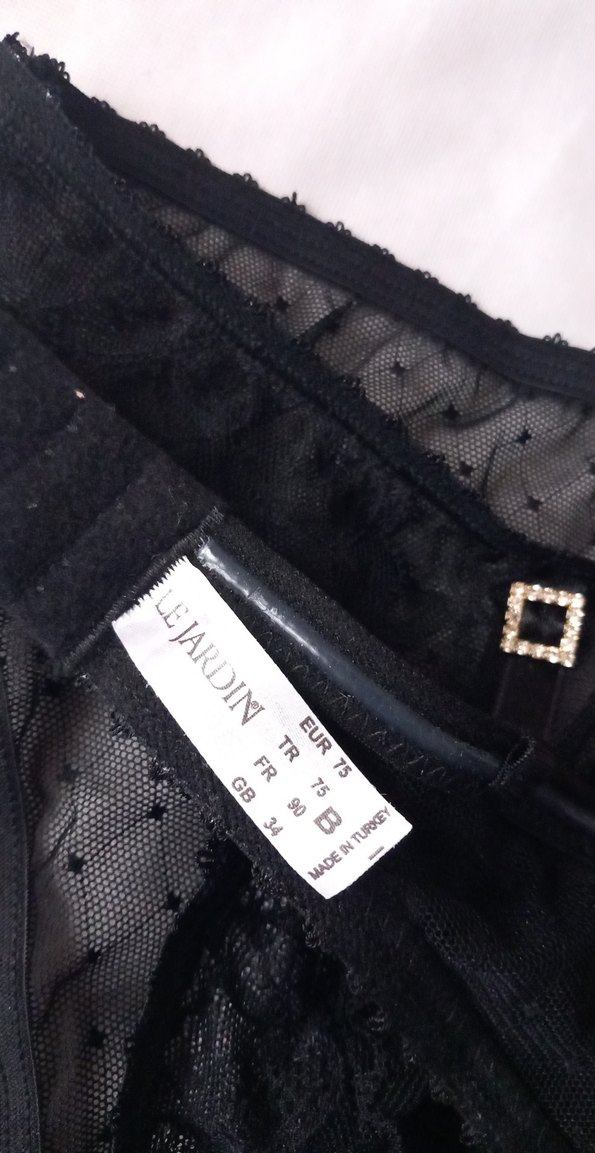 LE JARDIN®
EUR 75
TR 75 B
FR 90
GB 34
MADE IN TURKEY